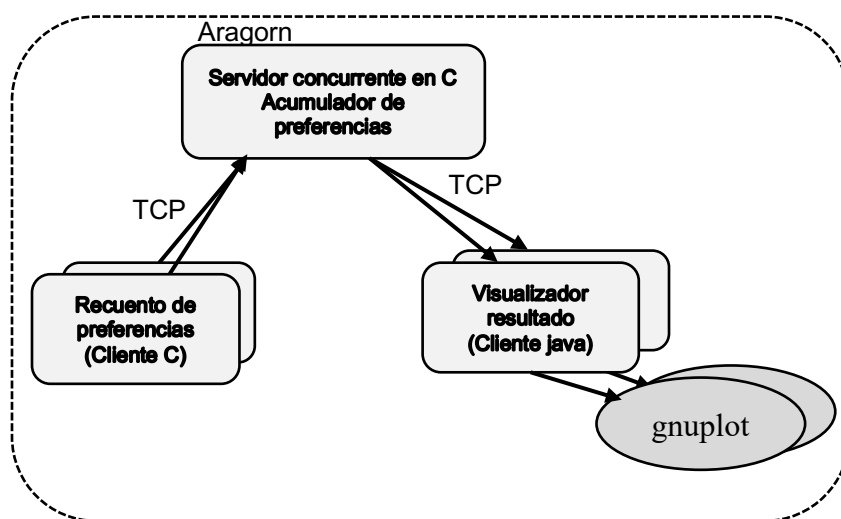 Aragorn
Servidor concurrente en C
Acumulador de
preferencias
TCP
TCP
Recuento de
preferencias
(Cliente C)
Visualizador
resultado
(Cliente java)
gnuplot